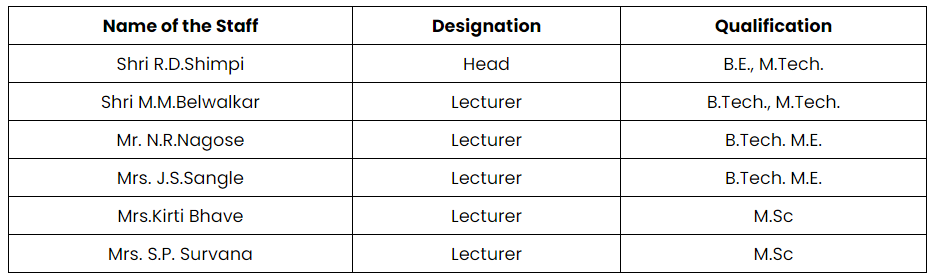 Name of the Staff Designation Qualification
Shri R.D.Shimpi Head B.E., M.Tech.
Shri M.M.Belwalkar Lecturer B.Tech., M.Tech.
Mr. N.R.Nagose Lecturer B.Tech. M.E.
Mrs. J.S.Sangle Lecturer B.Tech. M.E.
Mrs.Kirti Bhave Lecturer M.Sc
Mrs. S.P. Survana Lecturer M.Sc